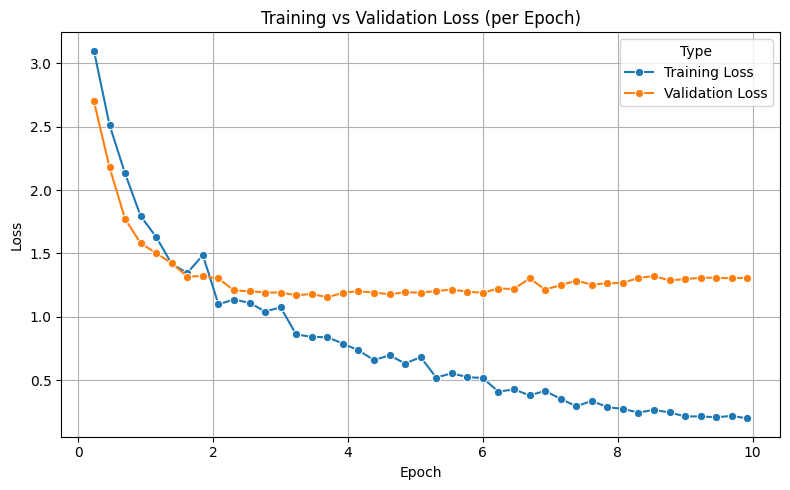 Training vs Validation Loss (per Epoch)
Type
Training Loss
Validation Loss
Loss
3.0
2.5
2.0
1.5
1.0
0.5
0 2 4 6 8 10
Epoch